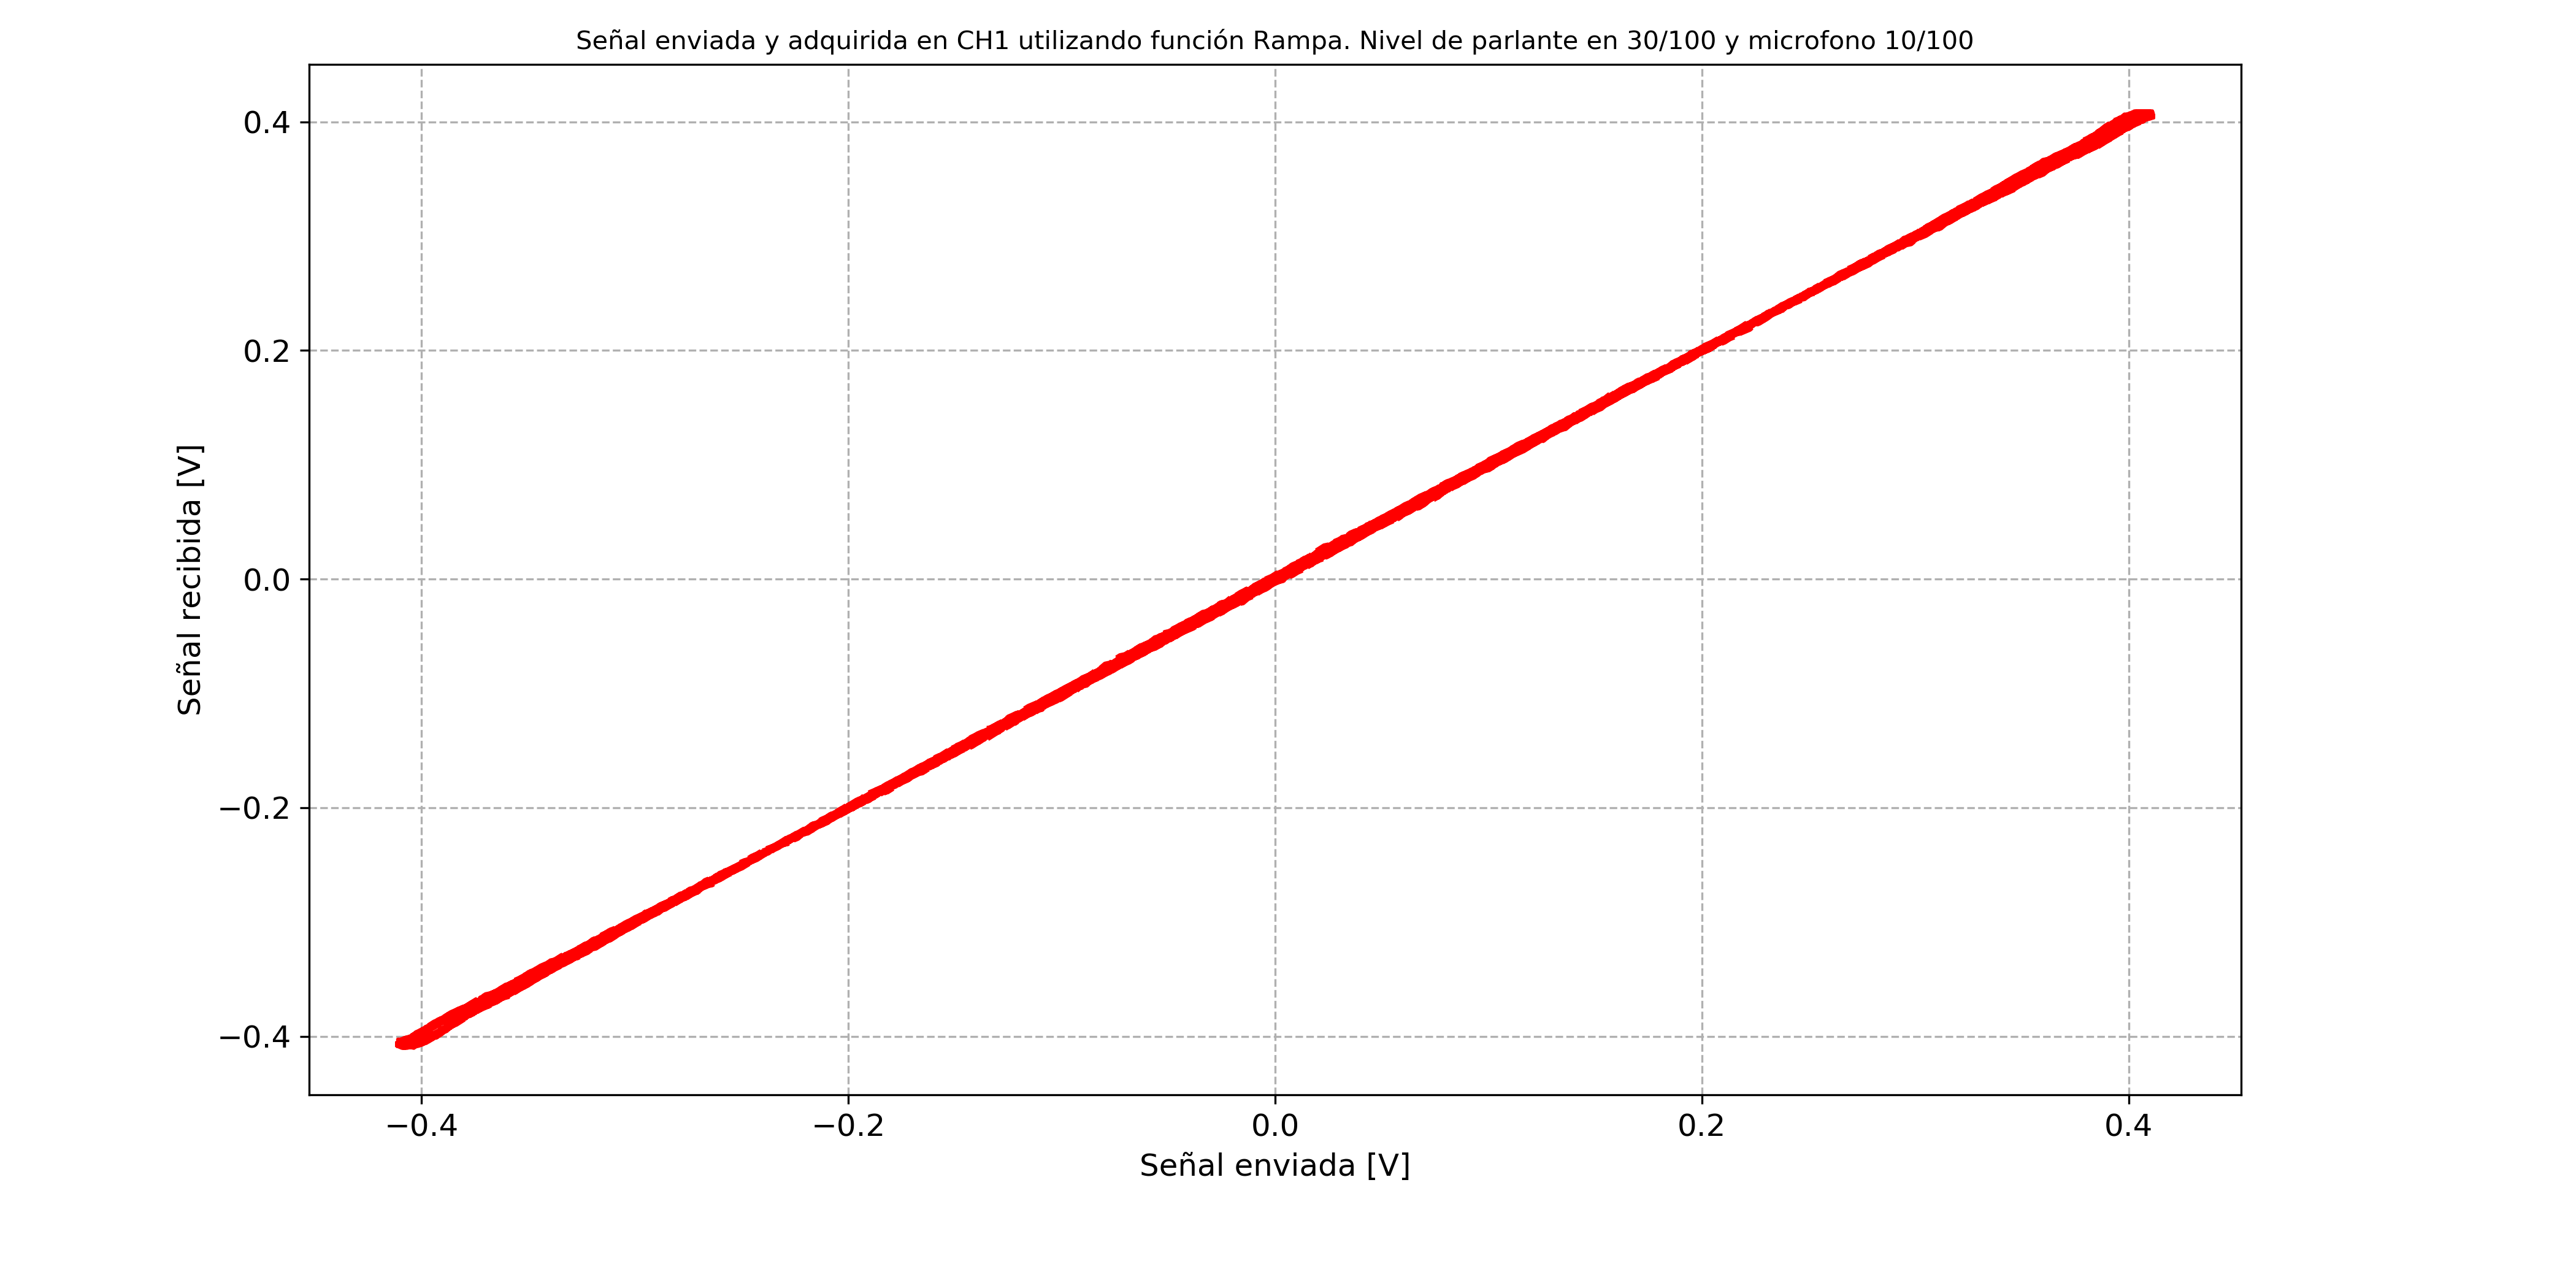 Señal enviada y adquirida en CH1 utilizando función Rampa. Nivel de parlante en 30/100 y microfono 10/100
0.4
0.2
0.0
−0.2
−0.4
Señal recibida [V]
−0.4 −0.2 0.0 0.2 0.4
Señal enviada [V]